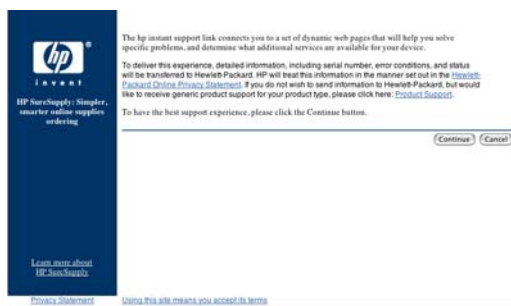 hp
®
invent
HP SureSupply: Simpler,
smarter online supplies
ordering
Learn more about
HP SureSupply
The hp instant support link connects you to a set of dynamic web pages that will help you solve
specific problems, and determine what additional services are available for your device.
To deliver this experience, detailed information, including serial number, error conditions, and status
will be transferred to Hewlett-Packard. HP will treat this information in the manner set out in the Hewlett-
Packard Online Privacy Statement. If you do not wish to send information to Hewlett-Packard, but would
like to receive generic product support for your product type, please click here: Product Support.
To have the best support experience, please click the Continue button.
Continue Cancel
Privacy Statement Using this site means you accept its terms